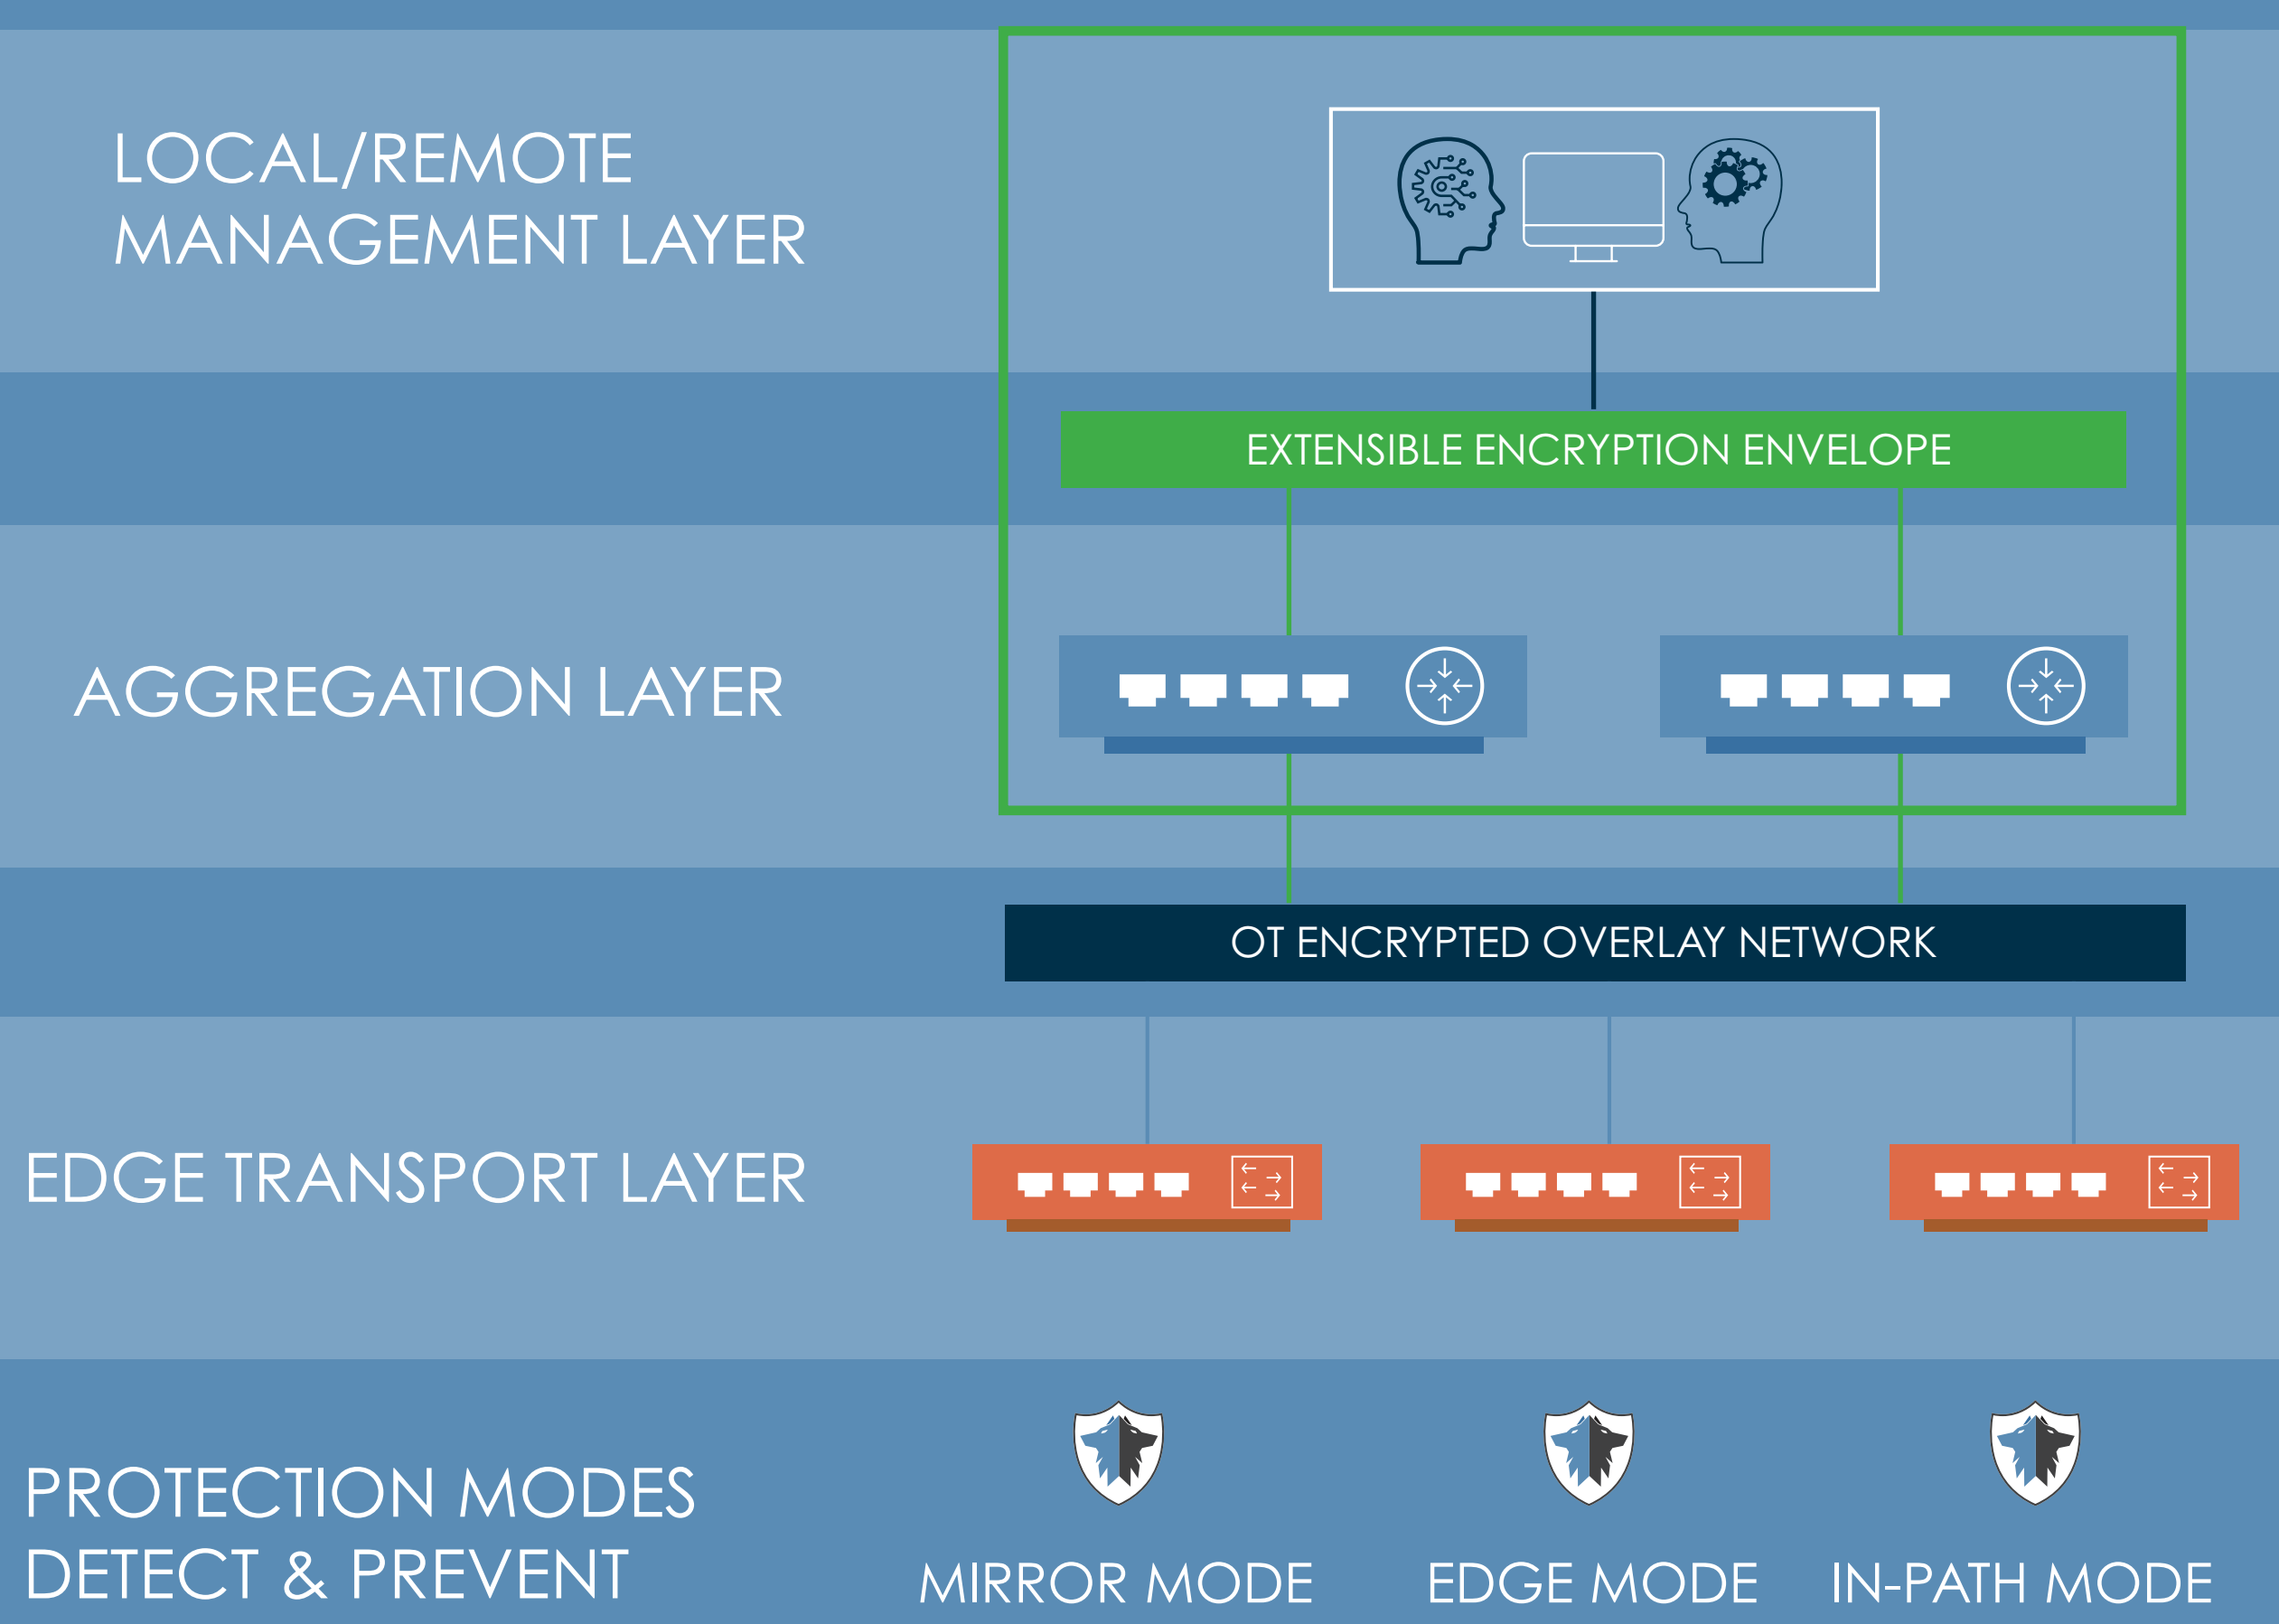 LOCAL/REMOTE
MANAGEMENT LAYER
EXTENSIBLE ENCRYPTION ENVELOPE
AGGREGATION LAYER
OT ENCRYPTED OVERLAY NETWORK
EDGE TRANSPORT LAYER
PROTECTION MODES
DETECT & PREVENT
MIRROR MODE
EDGE MODE
IN-PATH MODE